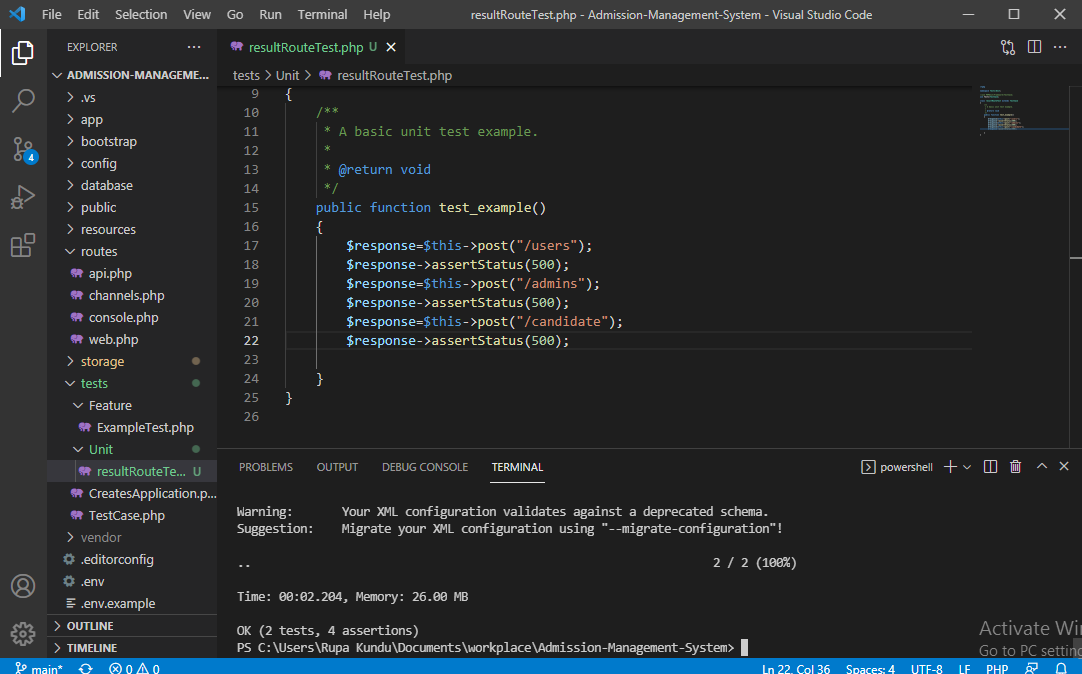 File Edit Selection View Go Run Terminal Help resultRouteTest.php - Admission-Management-System - Visual Studio Code
EXPLORER
ADMISSION-MANAGEME...
.vs
app
bootstrap
config
database
public
resources
routes
api.php
channels.php
console.php
web.php
storage
tests
Feature
ExampleTest.php
Unit
resultRouteTe... U
CreatesApplication.p...
TestCase.php
vendor
.editorconfig
.env
.env.example
OUTLINE
TIMELINE
4
resultRouteTest.php U
tests > Unit > resultRouteTest.php
9 {
10 /**
11 * A basic unit test example.
12 *
13 * @return void
14 */
15 public function test_example()
16 {
17 $response=$this->post("/users");
18 $response->assertStatus(500);
19 $response=$this->post("/admins");
20 $response->assertStatus(500);
21 $response=$this->post("/candidate");
22 $response->assertStatus(500);
23
24 }
25 }
26
PROBLEMS OUTPUT DEBUG CONSOLE TERMINAL powershell
Warning: Your XML configuration validates against a deprecated schema.
Suggestion: Migrate your XML configuration using "--migrate-configuration"!
.. 2 / 2 (100%)
Time: 00:02.204, Memory: 26.00 MB
OK (2 tests, 4 assertions)
PS C:\Users\Rupa Kundu\Documents\workplace\Admission-Management-System>
Activate Win
Go to PC setting
main* 0 0 Ln 22, Col 36 Spaces: 4 UTF-8 LF PHP